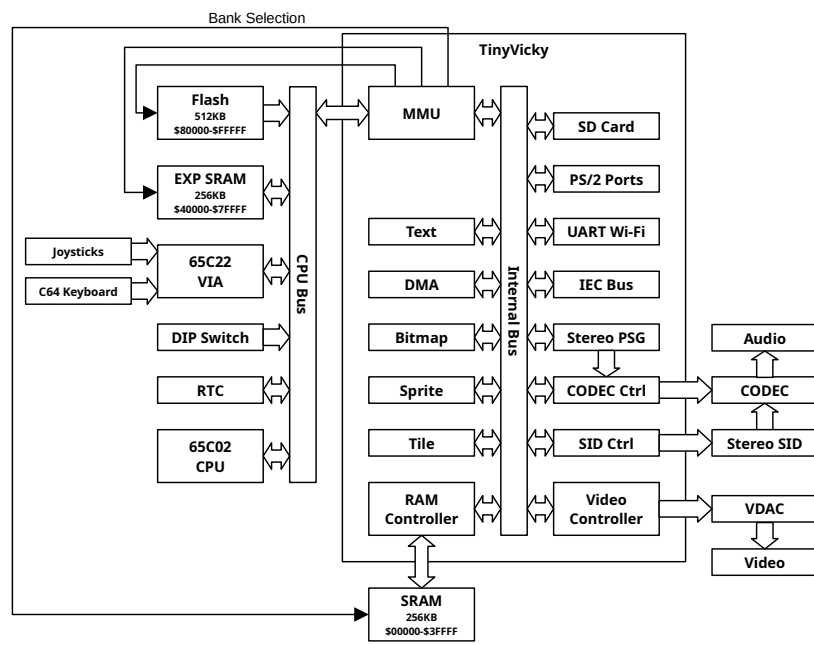 Bank Selection
TinyVicky
Flash
512KB
$80000-$FFFFF
MMU
SD Card
EXP SRAM
256KB
$40000-$7FFFF
PS/2 Ports
Joysticks
65C22
VIA
C64 Keyboard
CPU Bus
Text
Internal Bus
UART Wi-Fi
DMA
IEC Bus
DIP Switch
Bitmap
Stereo PSG
Audio
RTC
Sprite
CODEC Ctrl
CODEC
65C02
CPU
Tile
SID Ctrl
Stereo SID
RAM
Controller
Video
Controller
VDAC
Video
SRAM
256KB
$00000-$3FFFF